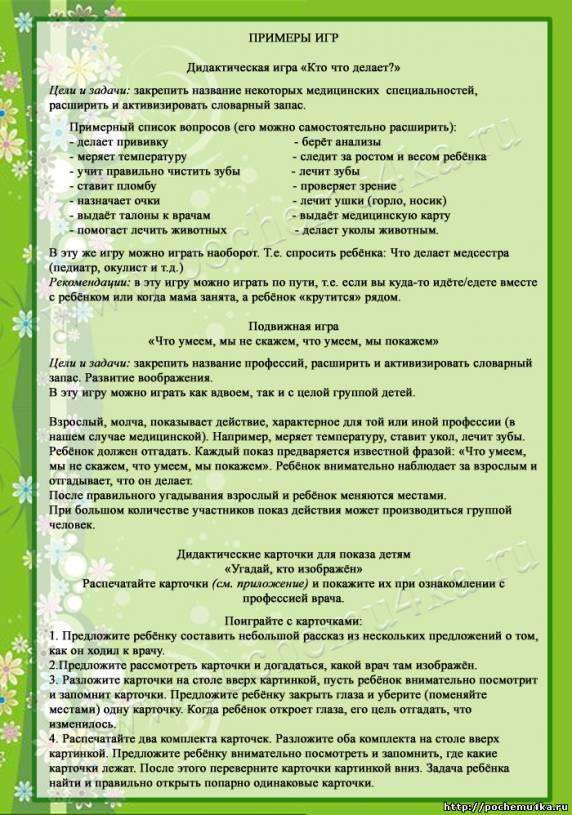 ПРИМЕРЫ ИГР
Дидактическая игра «Кто что делает?»
Цели и задачи: закрепить название некоторых медицинских специальностей,
расширить и активизировать словарный запас.
Примерный список вопросов (его можно самостоятельно расширить):
- делает прививку - берёт анализы
- меряет температуру - следит за ростом и весом ребёнка
- учит правильно чистить зубы - лечит зубы
- ставит пломбу - проверяет зрение
- назначает очки - лечит ушки (горло, носик)
- выдаёт талоны к врачам - выдаёт медицинскую карту
- помогает лечить животных - делает уколы животным.
В эту же игру можно играть наоборот. Т.е. спросить ребёнка: Что делает медсестра
(педиатр, окулист и т.д.)
Рекомендации: в эту игру можно играть по пути, т.е. если вы куда-то идёте/едете вместе
с ребёнком или когда мама занята, а ребёнок «крутится» рядом.
Подвижная игра
«Что умеем, мы не скажем, что умеем, мы покажем»
Цели и задачи: закрепить название профессий, расширить и активизировать словарный
запас. Развитие воображения.
В эту игру можно играть как вдвоем, так и с целой группой детей.
Взрослый, молча, показывает действие, характерное для той или иной профессии (в
нашем случае медицинской). Например, меряет температуру, ставит укол, лечит зубы.
Ребёнок должен отгадать. Каждый показ предваряется известной фразой: «Что умеем,
мы не скажем, что умеем, мы покажем». Ребёнок внимательно наблюдает за взрослым и
отгадывает, что он делает.
После правильного угадывания взрослый и ребёнок меняются местами.
При большом количестве участников показ действия может производиться группой
человек.
Дидактические карточки для показа детям
«Угадай, кто изображён»
Распечатайте карточки (см. приложение) и покажите их при ознакомлении с
профессией врача.
Поиграйте с карточками:
1. Предложите ребёнку составить небольшой рассказ из нескольких предложений о том,
как он ходил к врачу.
2.Предложите рассмотреть карточки и догадаться, какой врач там изображён.
3. Разложите карточки на столе вверх картинкой, пусть ребёнок внимательно посмотрит
и запомнит карточки. Предложите ребёнку закрыть глаза и уберите (поменяйте
местами) одну карточку. Когда ребёнок откроет глаза, его цель отгадать, что
изменилось.
4. Распечатайте два комплекта карточек. Разложите оба комплекта на столе вверх
картинкой. Предложите ребёнку внимательно посмотреть и запомнить, где какие
карточки лежат. После этого переверните карточки картинкой вниз. Задача ребёнка
найти и правильно открыть попарно одинаковые карточки.
http://pochemu4ka.ru